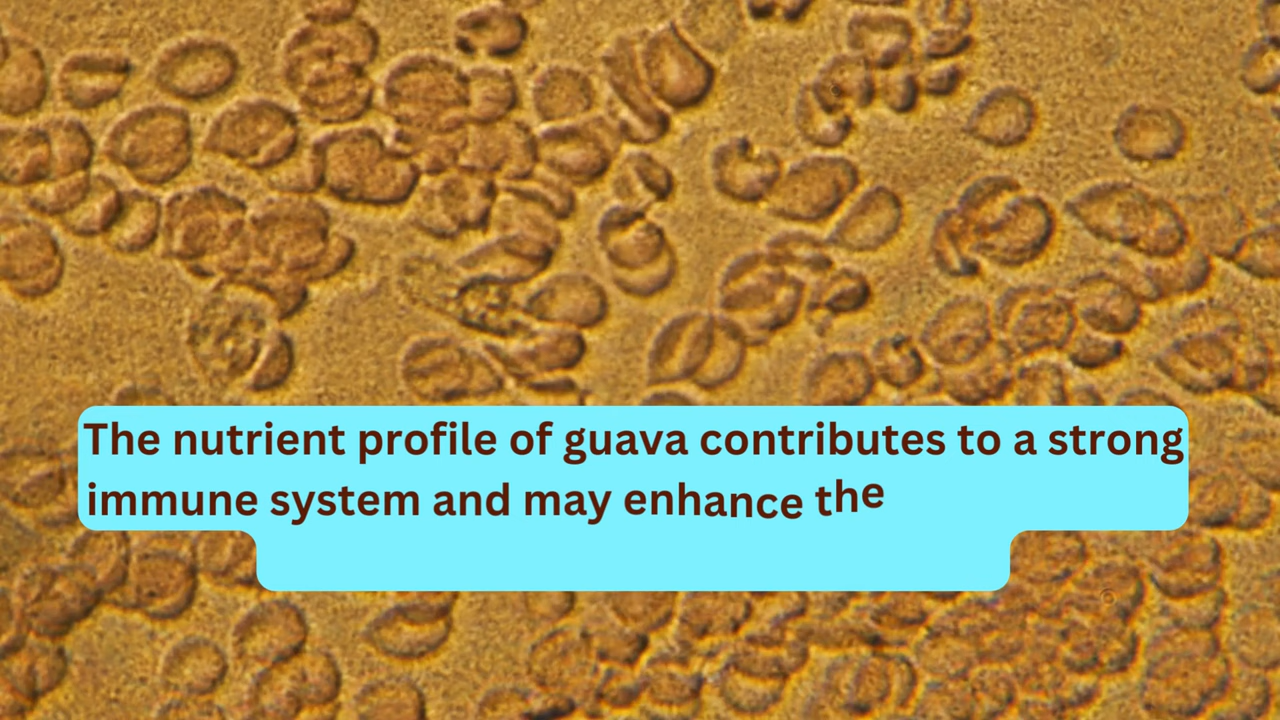 The nutrient profile of guava contributes to a strong
immune system and may enhance the